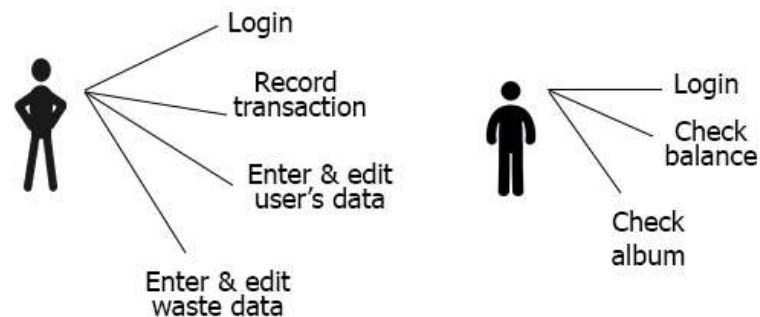 Login
Record
transaction
Enter & edit
user's data
Enter & edit
waste data
Login
Check
balance
Check
album